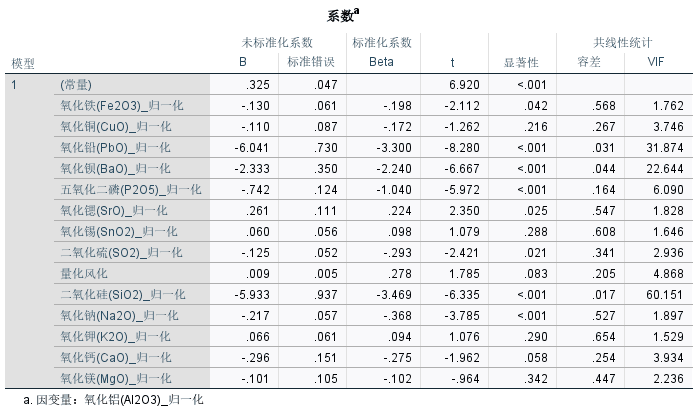 系数a
未标准化系数 标准化系数 共线性统计
模型 B 标准错误 Beta t 显著性 容差 VIF
1 (常量) .325 .047 6.920 <.001
氧化铁(Fe2O3)_归一化 -.130 .061 -.198 -2.112 .042 .568 1.762
氧化铜(CuO)_归一化 -.110 .087 -.172 -1.262 .216 .267 3.746
氧化铅(PbO)_归一化 -6.041 .730 -3.300 -8.280 <.001 .031 31.874
氧化钡(BaO)_归一化 -2.333 .350 -2.240 -6.667 <.001 .044 22.644
五氧化二磷(P2O5)_归一化 -.742 .124 -1.040 -5.972 <.001 .164 6.090
氧化锶(SrO)_归一化 .261 .111 .224 2.350 .025 .547 1.828
氧化锡(SnO2)_归一化 .060 .056 .098 1.079 .288 .608 1.646
二氧化硫(SO2)_归一化 -.125 .052 -.293 -2.421 .021 .341 2.936
量化风化 .009 .005 .278 1.785 .083 .205 4.868
二氧化硅(SiO2)_归一化 -5.933 .937 -3.469 -6.335 <.001 .017 60.151
氧化钠(Na2O)_归一化 -.217 .057 -.368 -3.785 <.001 .527 1.897
氧化钾(K2O)_归一化 .066 .061 .094 1.076 .290 .654 1.529
氧化钙(CaO)_归一化 -.296 .151 -.275 -1.962 .058 .254 3.934
氧化镁(MgO)_归一化 -.101 .105 -.102 -.964 .342 .447 2.236
a. 因变量：氧化铝(Al2O3)_归一化